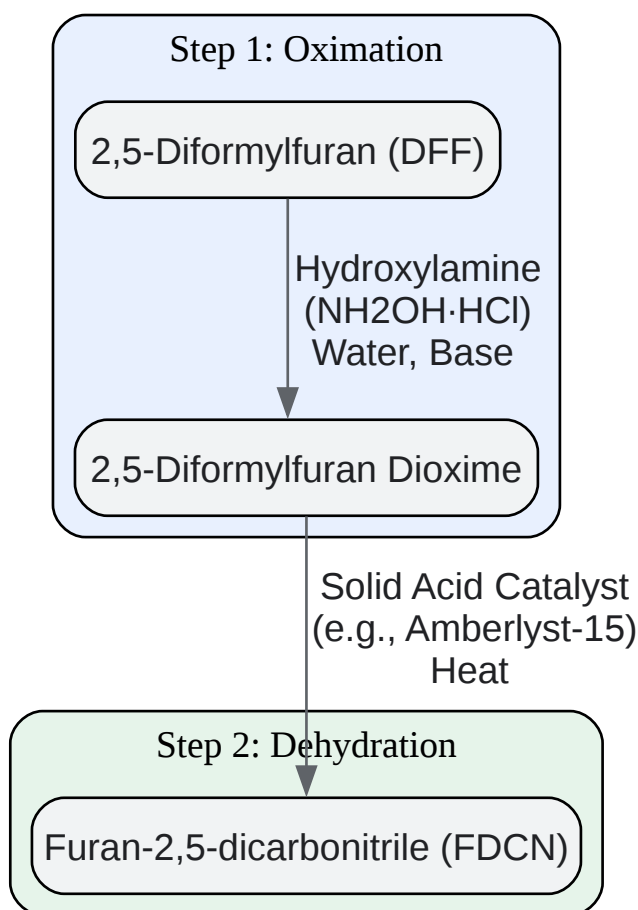 Step 1: Oximation
2,5-Diformylfuran (DFF)
Hydroxylamine
(NH2OH·HCl)
Water, Base
2,5-Diformylfuran Dioxime
Solid Acid Catalyst
(e.g., Amberlyst-15)
Heat
Step 2: Dehydration
Furan-2,5-dicarbonitrile (FDCN)